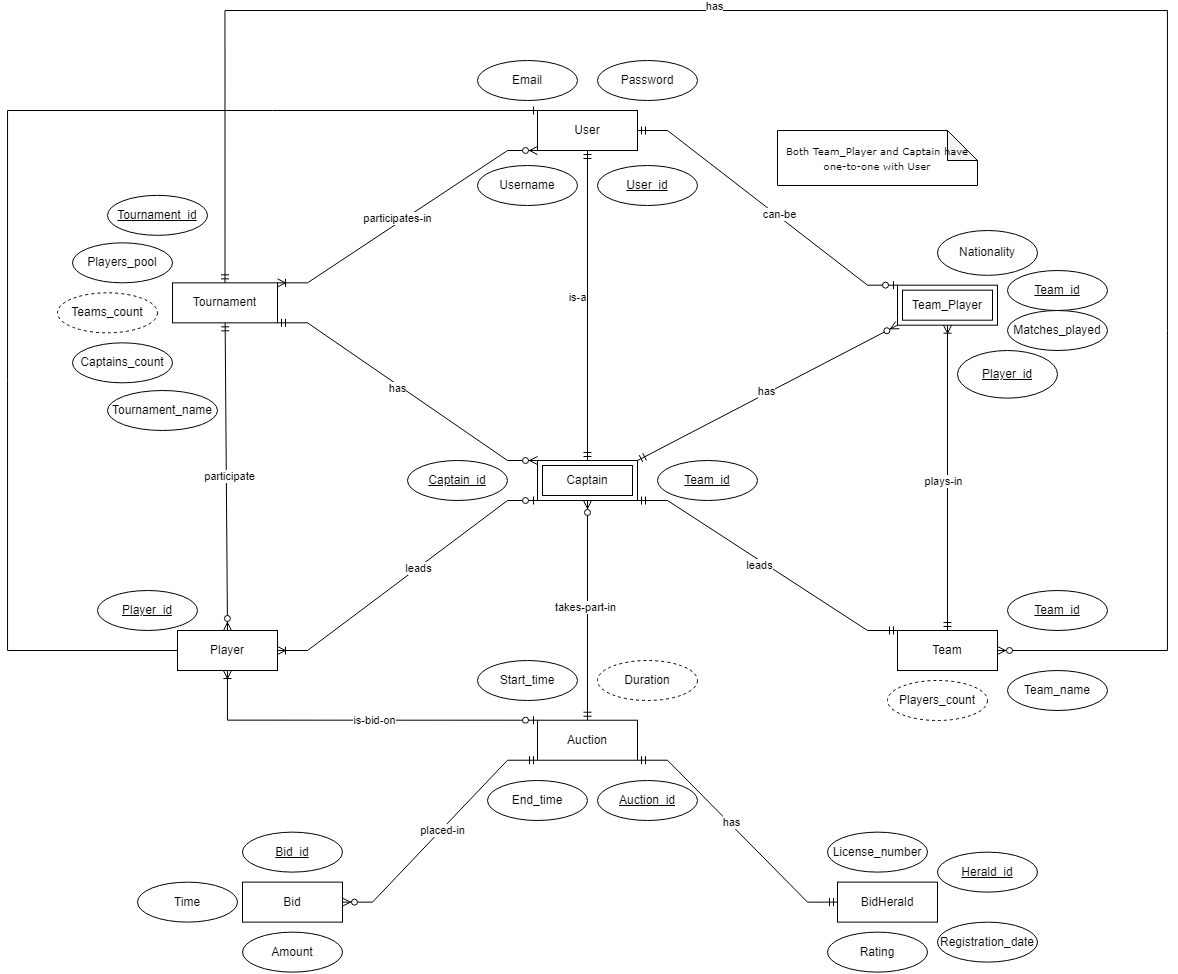 has
Email
Password
User
Both Team_Player and Captain have
one-to-one with User
Username
User_id
Tournament_id
participates-in
can-be
Players_pool
Nationality
Team_id
Tournament
is-a
Team_Player
Teams_count
Matches_played
Captains_count
Player_id
has
has
Tournament_name
participate
Captain_id
Captain
Team_id
plays-in
leads
leads
Player_id
takes-part-in
Team_id
Player
Team
Start_time
Duration
Team_name
Players_count
is-bid-on
Auction
End_time
Auction_id
placed-in
has
Bid_id
License_number
Herald_id
Time
Bid
BidHerald
Amount
Rating
Registration_date